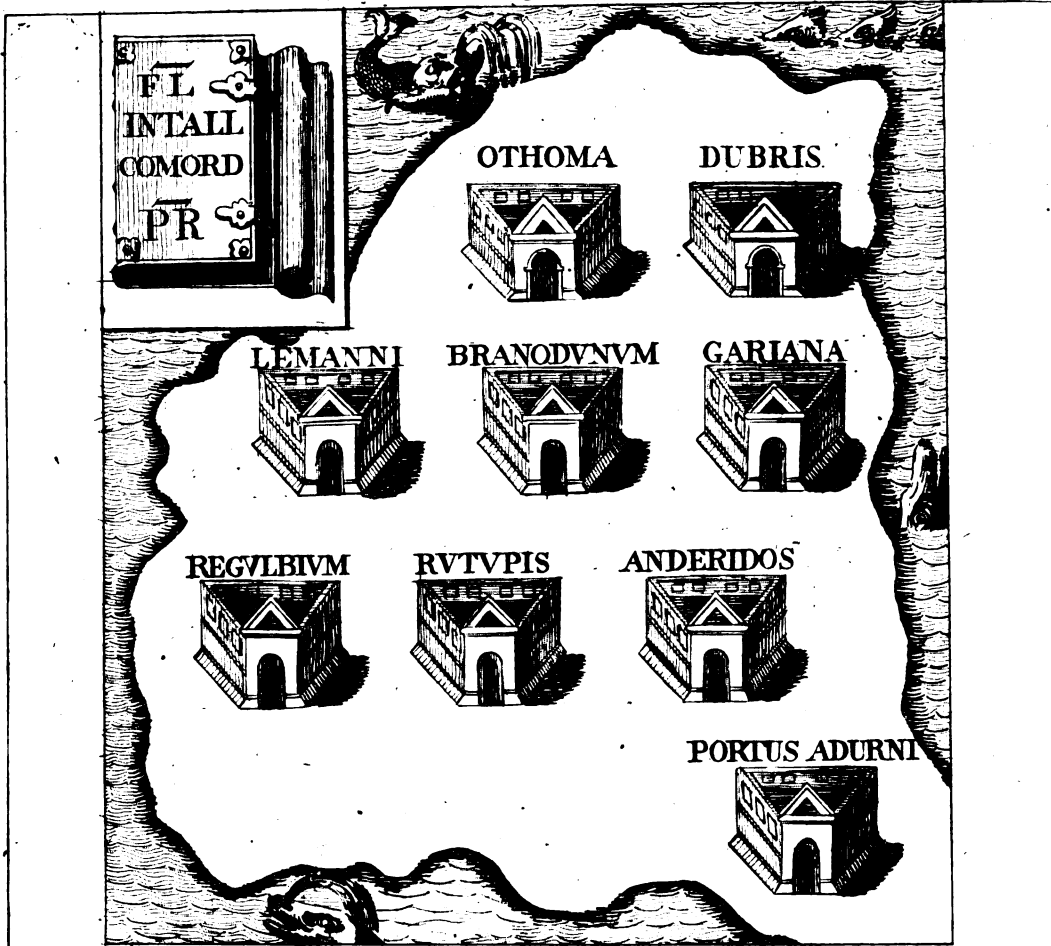 FL
INTALL
COMORD
PR
OTHOMA DUBRIS
LEMANNI BRANODVNVM GARIANA
REGVLBIVM RVTVPIS ANDERIDOS
PORTUS ADURNI